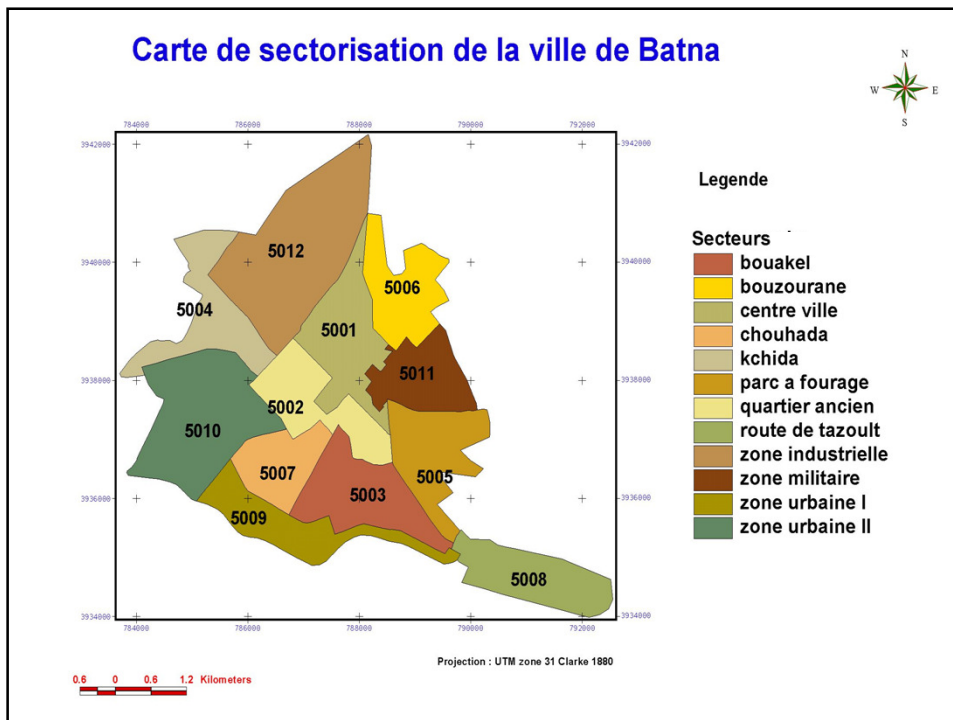 Carte de sectorisation de la ville de Batna
N
W E
S
784000 786000 788000 790000 792000
3942000 3942000
3940000 3940000
3938000 3938000
3936000 3936000
3934000 3934000
784000 786000 788000 790000 792000
5012
5006
5004
5001
5011
5002
5010
5007
5005
5003
5009
5008
Legende
Secteurs
bouakel
bouzourane
centre ville
chouhada
kchida
parc a fourage
quartier ancien
route de tazoult
zone industrielle
zone militaire
zone urbaine I
zone urbaine II
Projection : UTM zone 31 Clarke 1880
0.6 0 0.6 1.2 Kilometers